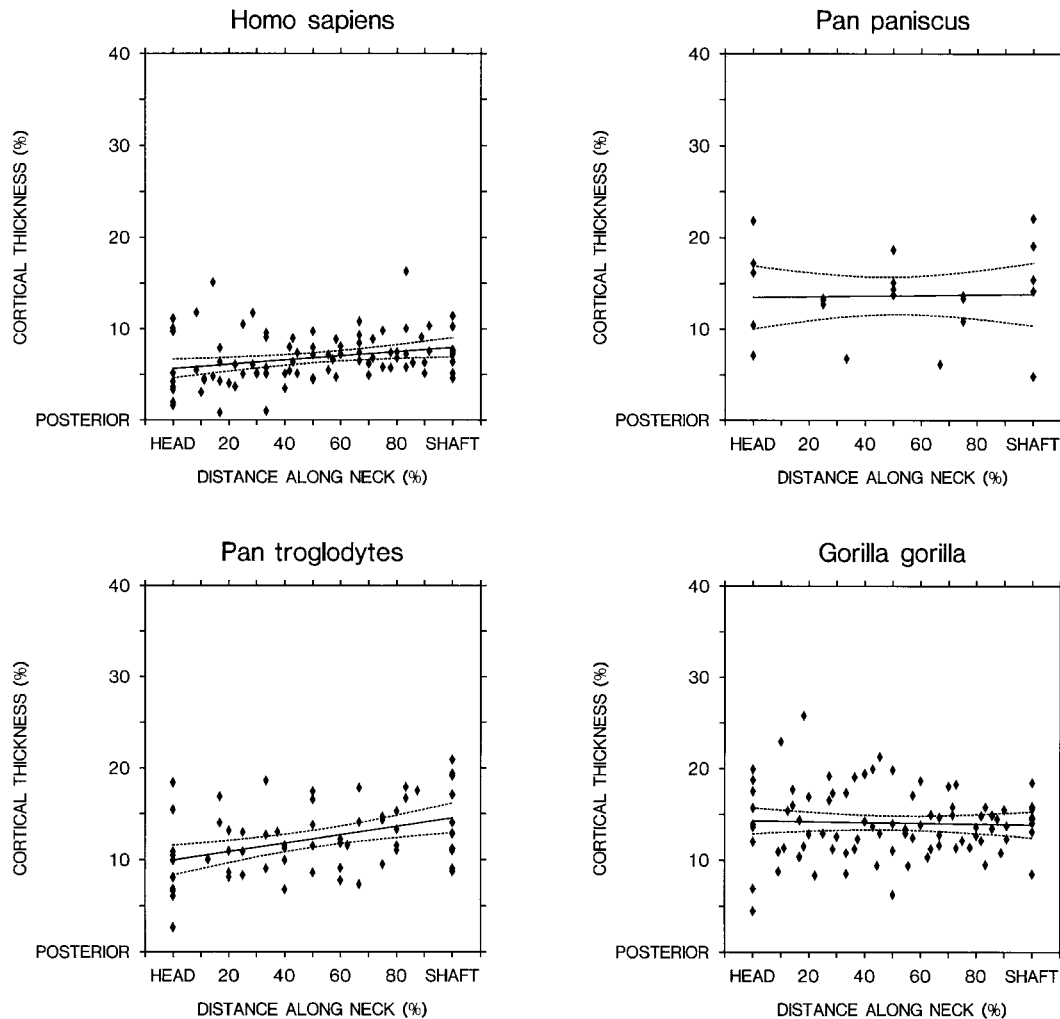 Homo sapiens
40
30
20
10
POSTERIOR
CORTICAL THICKNESS (%)
HEAD 20 40 60 80 SHAFT
DISTANCE ALONG NECK (%)
Pan paniscus
40
30
20
10
POSTERIOR
CORTICAL THICKNESS (%)
HEAD 20 40 60 80 SHAFT
DISTANCE ALONG NECK (%)
Pan troglodytes
40
30
20
10
POSTERIOR
CORTICAL THICKNESS (%)
HEAD 20 40 60 80 SHAFT
DISTANCE ALONG NECK (%)
Gorilla gorilla
40
30
20
10
POSTERIOR
CORTICAL THICKNESS (%)
HEAD 20 40 60 80 SHAFT
DISTANCE ALONG NECK (%)